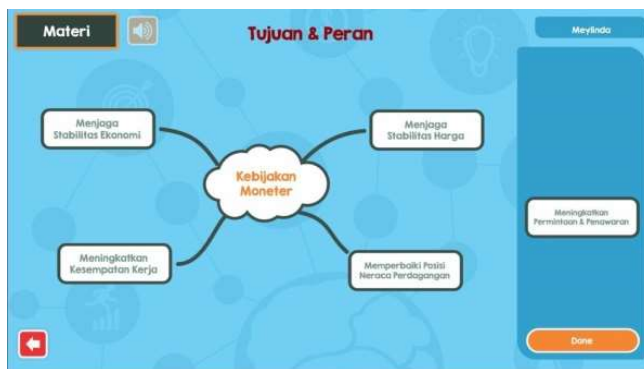 Materi
Tujuan & Peran
Meylinda
Menjaga
Stabilitas Ekonomi
Menjaga
Stabilitas Harga
Kebijakan
Moneter
Meningkatkan
Permintaan & Penawaran
Meningkatkan
Kesempatan Kerja
Memperbaiki Posisi
Neraca Perdagangan
Done